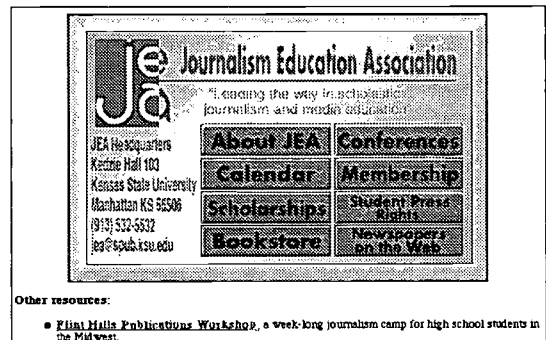 Jea
Journalism Education Association
"Leading the way in scholastic
journalism and media education"
JEA Headquarters
Kedzie Hall 103
Kansas State University
Manhattan KS 66506
(913) 532-5532
jea@spub.ksu.edu
About JEA
Conferences
Calendar
Membership
Scholarships
Student Press
Rights
Bookstore
Newspapers
on the Web
Other resources:
Flint Hills Publications Workshop, a week-long journalism camp for high school students in
the Midwest.